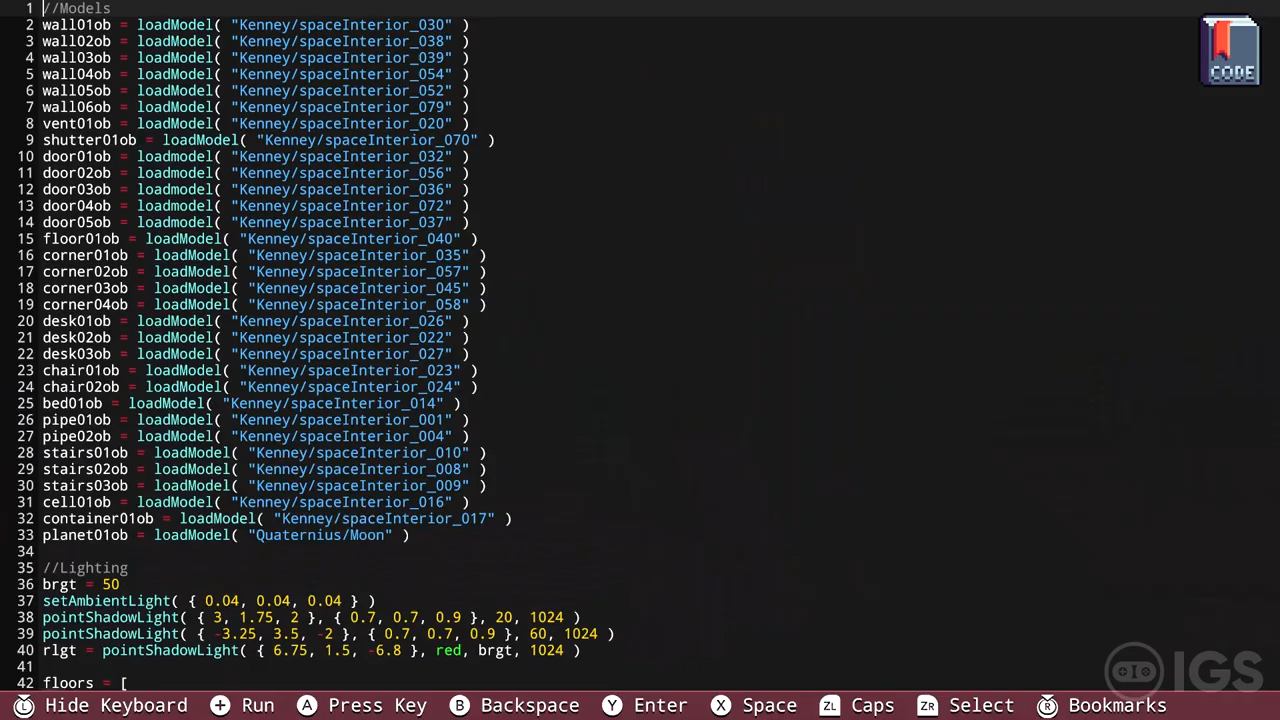 1 //Models
2 wall01ob = loadModel( "Kenney/spaceInterior_030" )
3 wall02ob = loadModel( "Kenney/spaceInterior_038" )
4 wall03ob = loadModel( "Kenney/spaceInterior_039" )
5 wall04ob = loadModel( "Kenney/spaceInterior_054" )
6 wall05ob = loadModel( "Kenney/spaceInterior_052" )
7 wall06ob = loadModel( "Kenney/spaceInterior_079" )
8 vent01ob = loadModel( "Kenney/spaceInterior_020" )
9 shutter01ob = loadModel( "Kenney/spaceInterior_070" )
10 door01ob = loadmodel( "Kenney/spaceInterior_032" )
11 door02ob = loadmodel( "Kenney/spaceInterior_056" )
12 door03ob = loadmodel( "Kenney/spaceInterior_036" )
13 door04ob = loadmodel( "Kenney/spaceInterior_072" )
14 door05ob = loadmodel( "Kenney/spaceInterior_037" )
15 floor01ob = loadModel( "Kenney/spaceInterior_040" )
16 corner01ob = loadModel( "Kenney/spaceInterior_035" )
17 corner02ob = loadModel( "Kenney/spaceInterior_057" )
18 corner03ob = loadModel( "Kenney/spaceInterior_045" )
19 corner04ob = loadModel( "Kenney/spaceInterior_058" )
20 desk01ob = loadModel( "Kenney/spaceInterior_026" )
21 desk02ob = loadModel( "Kenney/spaceInterior_022" )
22 desk03ob = loadModel( "Kenney/spaceInterior_027" )
23 chair01ob = loadModel( "Kenney/spaceInterior_023" )
24 chair02ob = loadModel( "Kenney/spaceInterior_024" )
25 bed01ob = loadModel( "Kenney/spaceInterior_014" )
26 pipe01ob = loadModel( "Kenney/spaceInterior_001" )
27 pipe02ob = loadModel( "Kenney/spaceInterior_004" )
28 stairs01ob = loadModel( "Kenney/spaceInterior_010" )
29 stairs02ob = loadModel( "Kenney/spaceInterior_008" )
30 stairs03ob = loadModel( "Kenney/spaceInterior_009" )
31 cell01ob = loadModel( "Kenney/spaceInterior_016" )
32 container01ob = loadModel( "Kenney/spaceInterior_017" )
33 planet01ob = loadModel( "Quaternius/Moon" )
34
35 //Lighting
36 brgt = 50
37 setAmbientLight( { 0.04, 0.04, 0.04 } )
38 pointShadowLight( { 3, 1.75, 2 }, { 0.7, 0.7, 0.9 }, 20, 1024 )
39 pointShadowLight( { -3.25, 3.5, -2 }, { 0.7, 0.7, 0.9 }, 60, 1024 )
40 rlgt = pointShadowLight( { 6.75, 1.5, -6.8 }, red, brgt, 1024 )
41
42 floors = [
CODE
IGS
L Hide Keyboard + Run A Press Key B Backspace Y Enter X Space ZL Caps ZR Select R Bookmarks